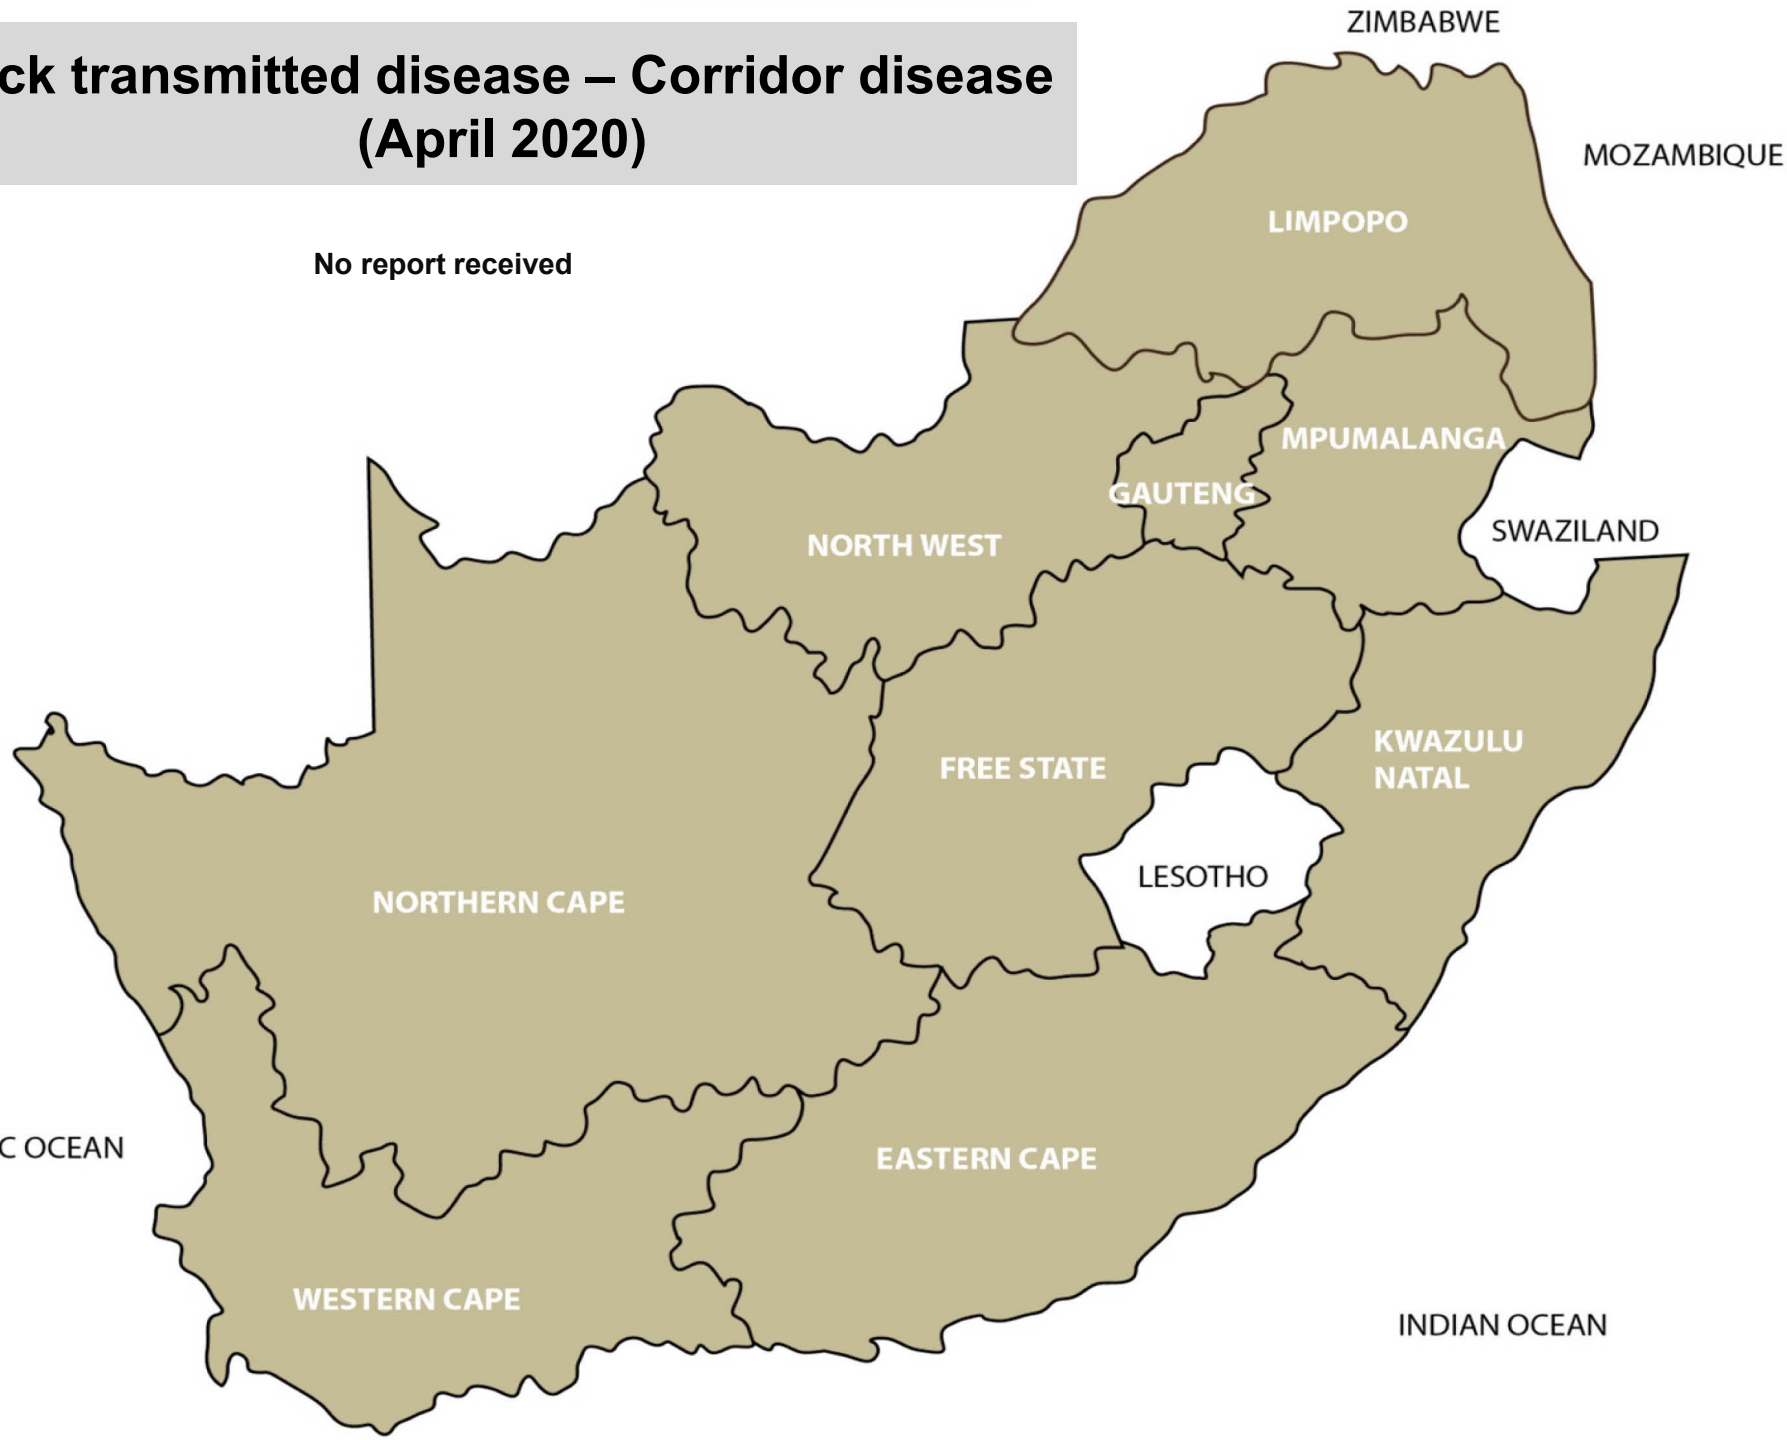 ZIMBABWE
ck transmitted disease – Corridor disease
(April 2020)
MOZAMBIQUE
LIMPOPO
No report received
MPUMALANGA
GAUTENG
SWAZILAND
NORTH WEST
KWAZULU
NATAL
FREE STATE
LESOTHO
NORTHERN CAPE
C OCEAN
EASTERN CAPE
WESTERN CAPE
INDIAN OCEAN